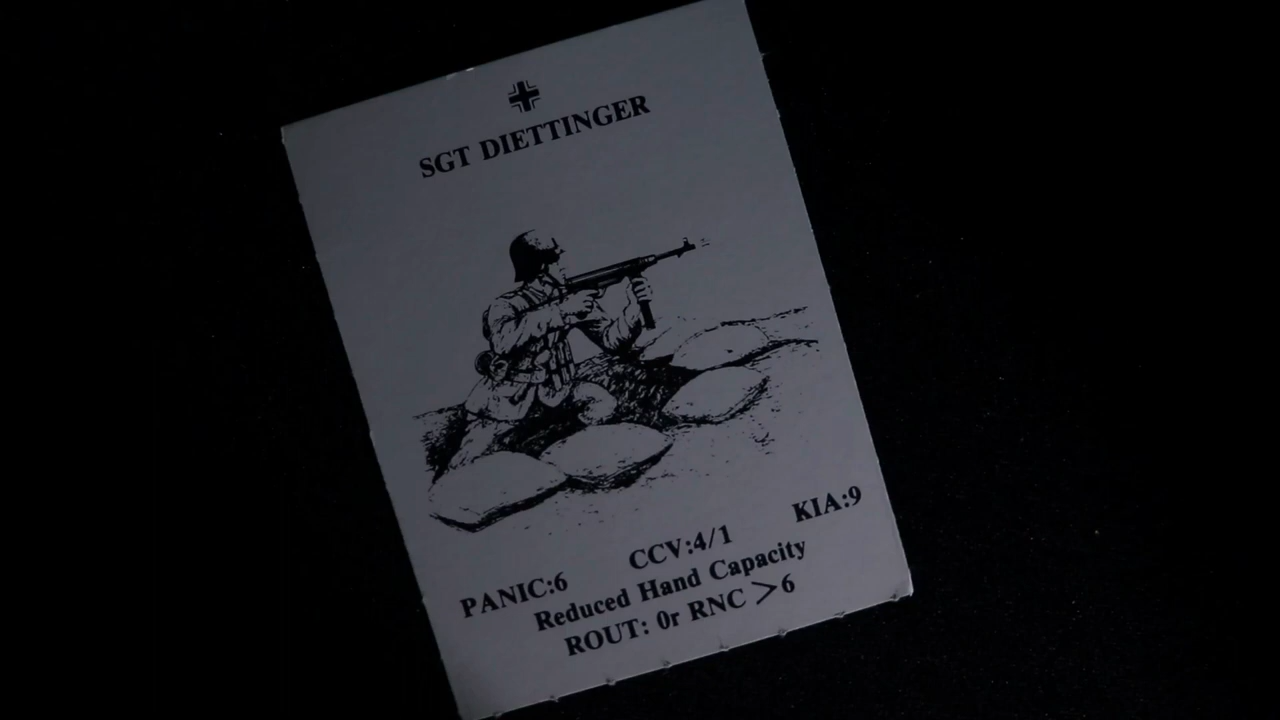 SGT DIETTINGER
PANIC:6 CCV:4/1 KIA:9
Reduced Hand Capacity
ROUT: 0r RNC >6